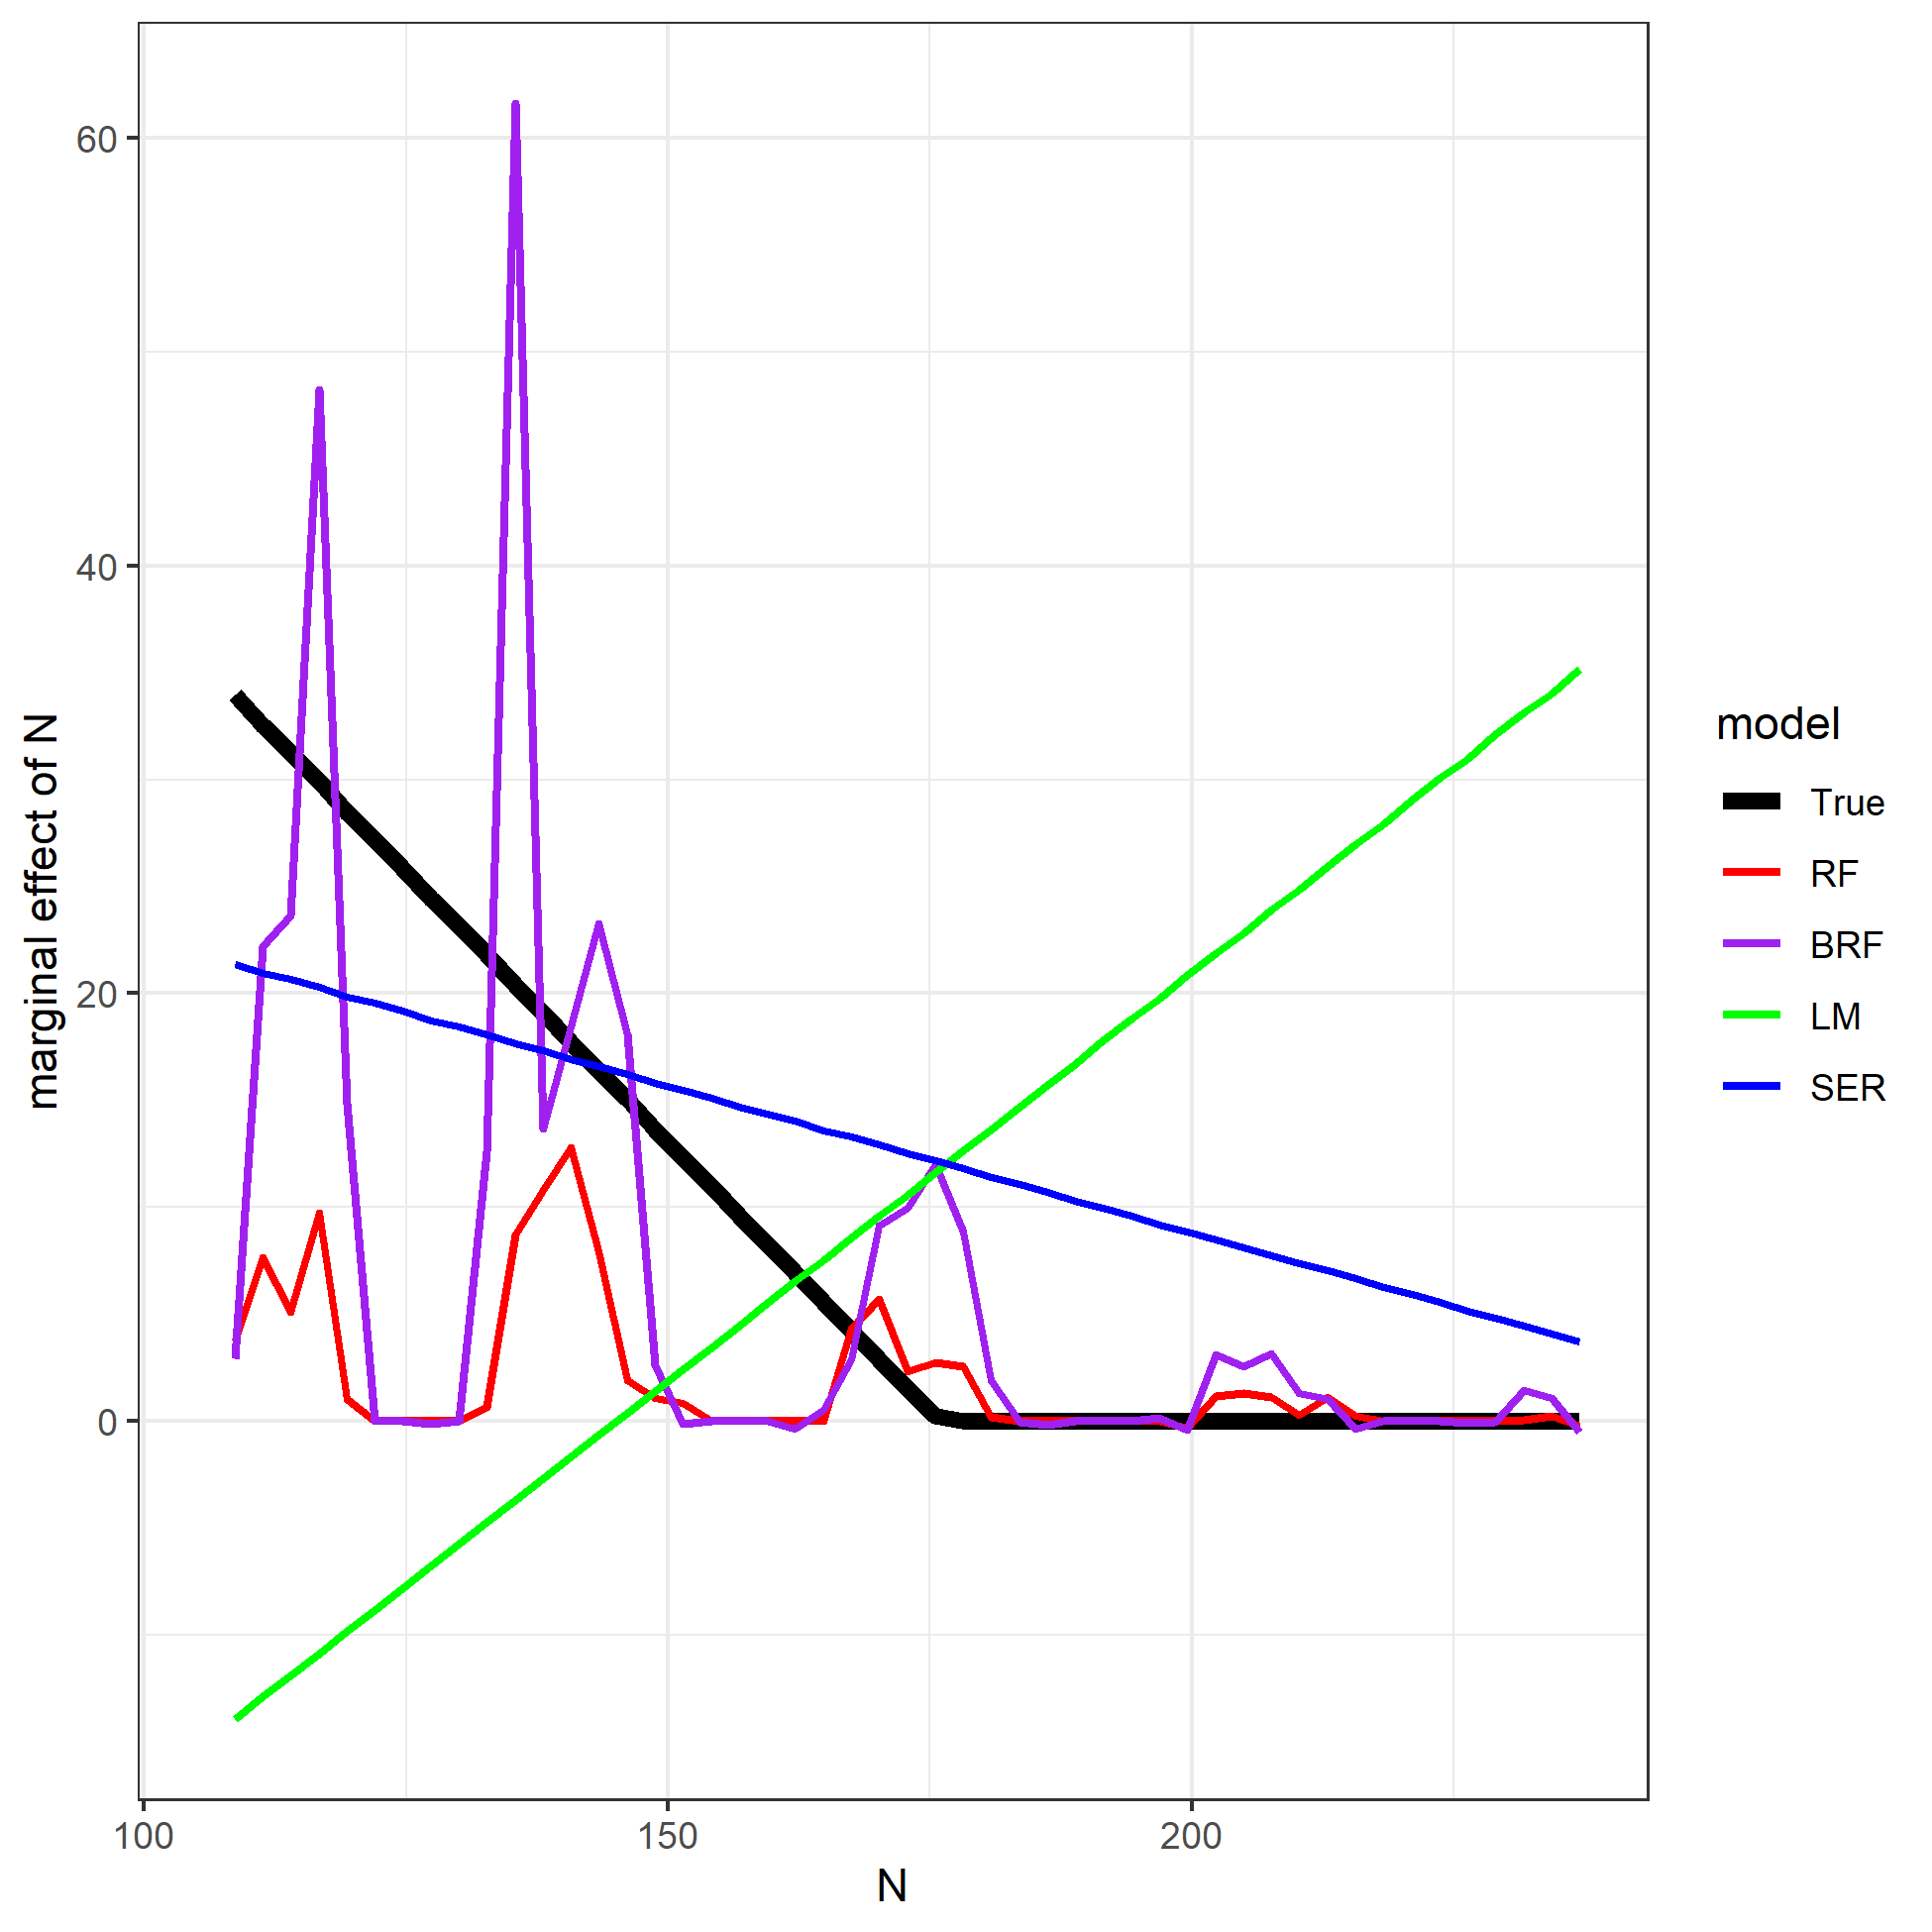 marginal effect of N
60
40
20
0
100
150
200
N
model
True
RF
BRF
LM
SER